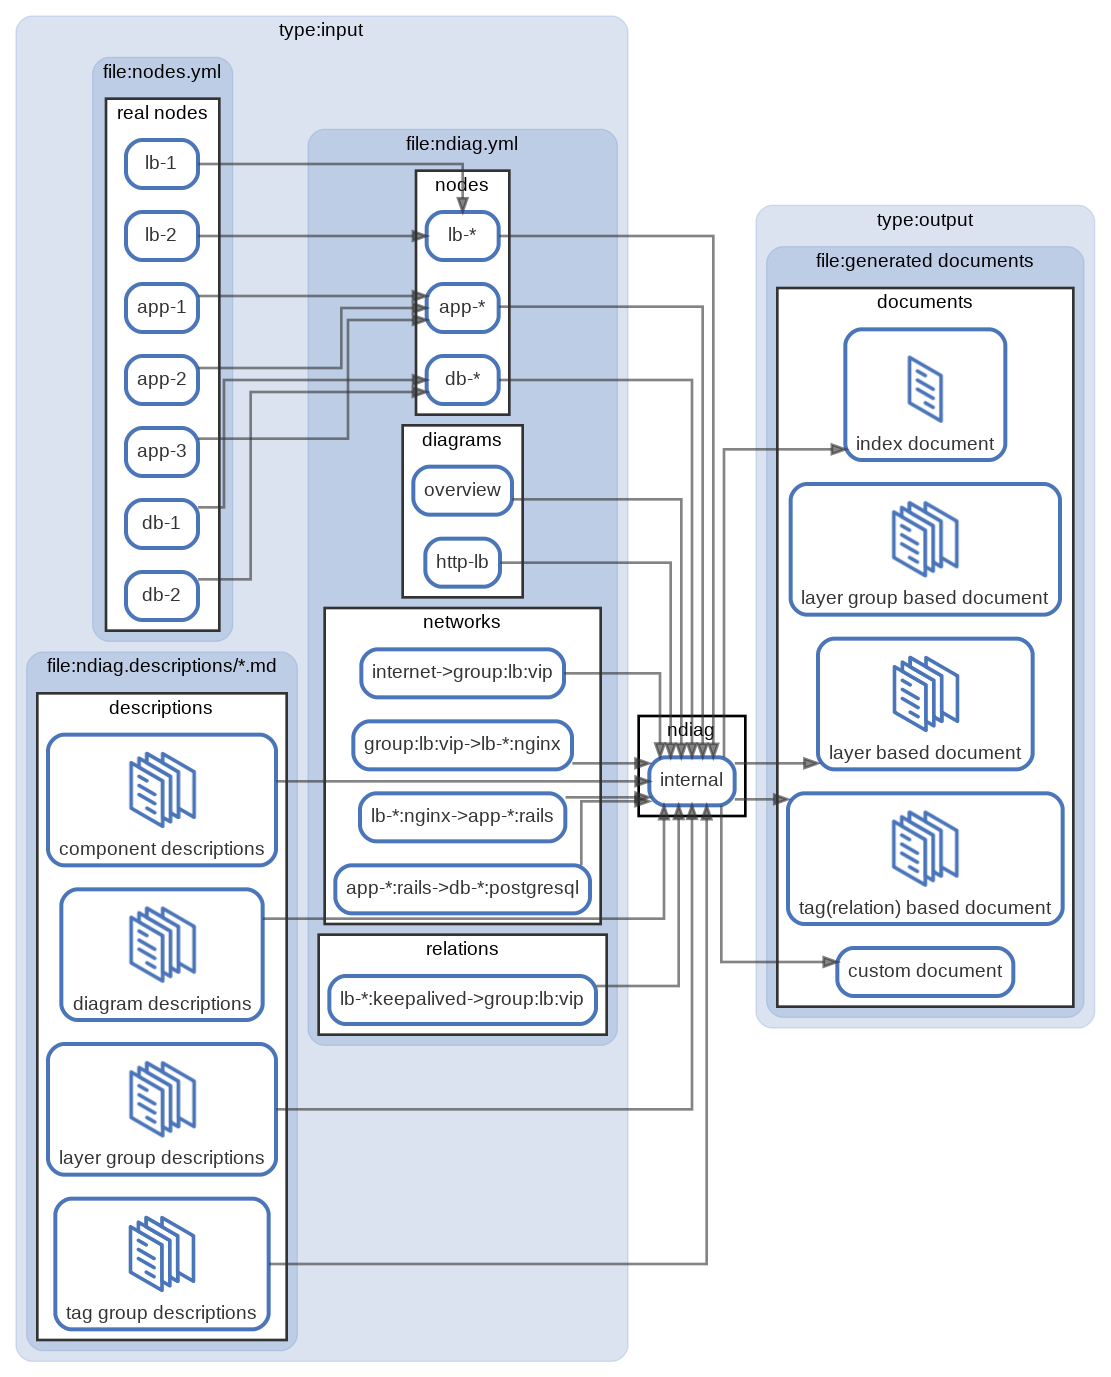 type:input
file:nodes.yml
real nodes
lb-1
lb-2
app-1
app-2
app-3
db-1
db-2
file:ndiag.descriptions/*.md
descriptions
component descriptions
diagram descriptions
layer group descriptions
tag group descriptions
file:ndiag.yml
nodes
lb-*
app-*
db-*
diagrams
overview
http-lb
networks
internet->group:lb:vip
group:lb:vip->lb-*:nginx
lb-*:nginx->app-*:rails
app-*:rails->db-*:postgresql
relations
lb-*:keepalived->group:lb:vip
ndiag
internal
type:output
file:generated documents
documents
index document
layer group based document
layer based document
tag(relation) based document
custom document